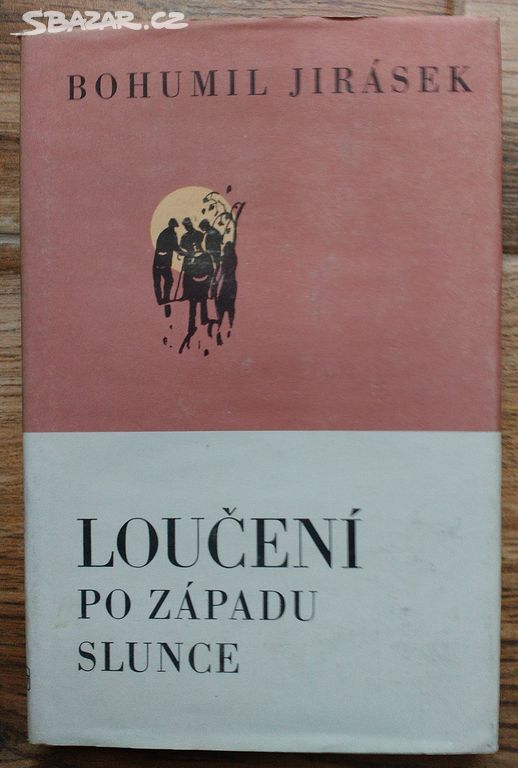 SBAZAR.CZ
BOHUMIL JIRÁSEK
LOUČENÍ
PO ZÁPADU
SLUNCE